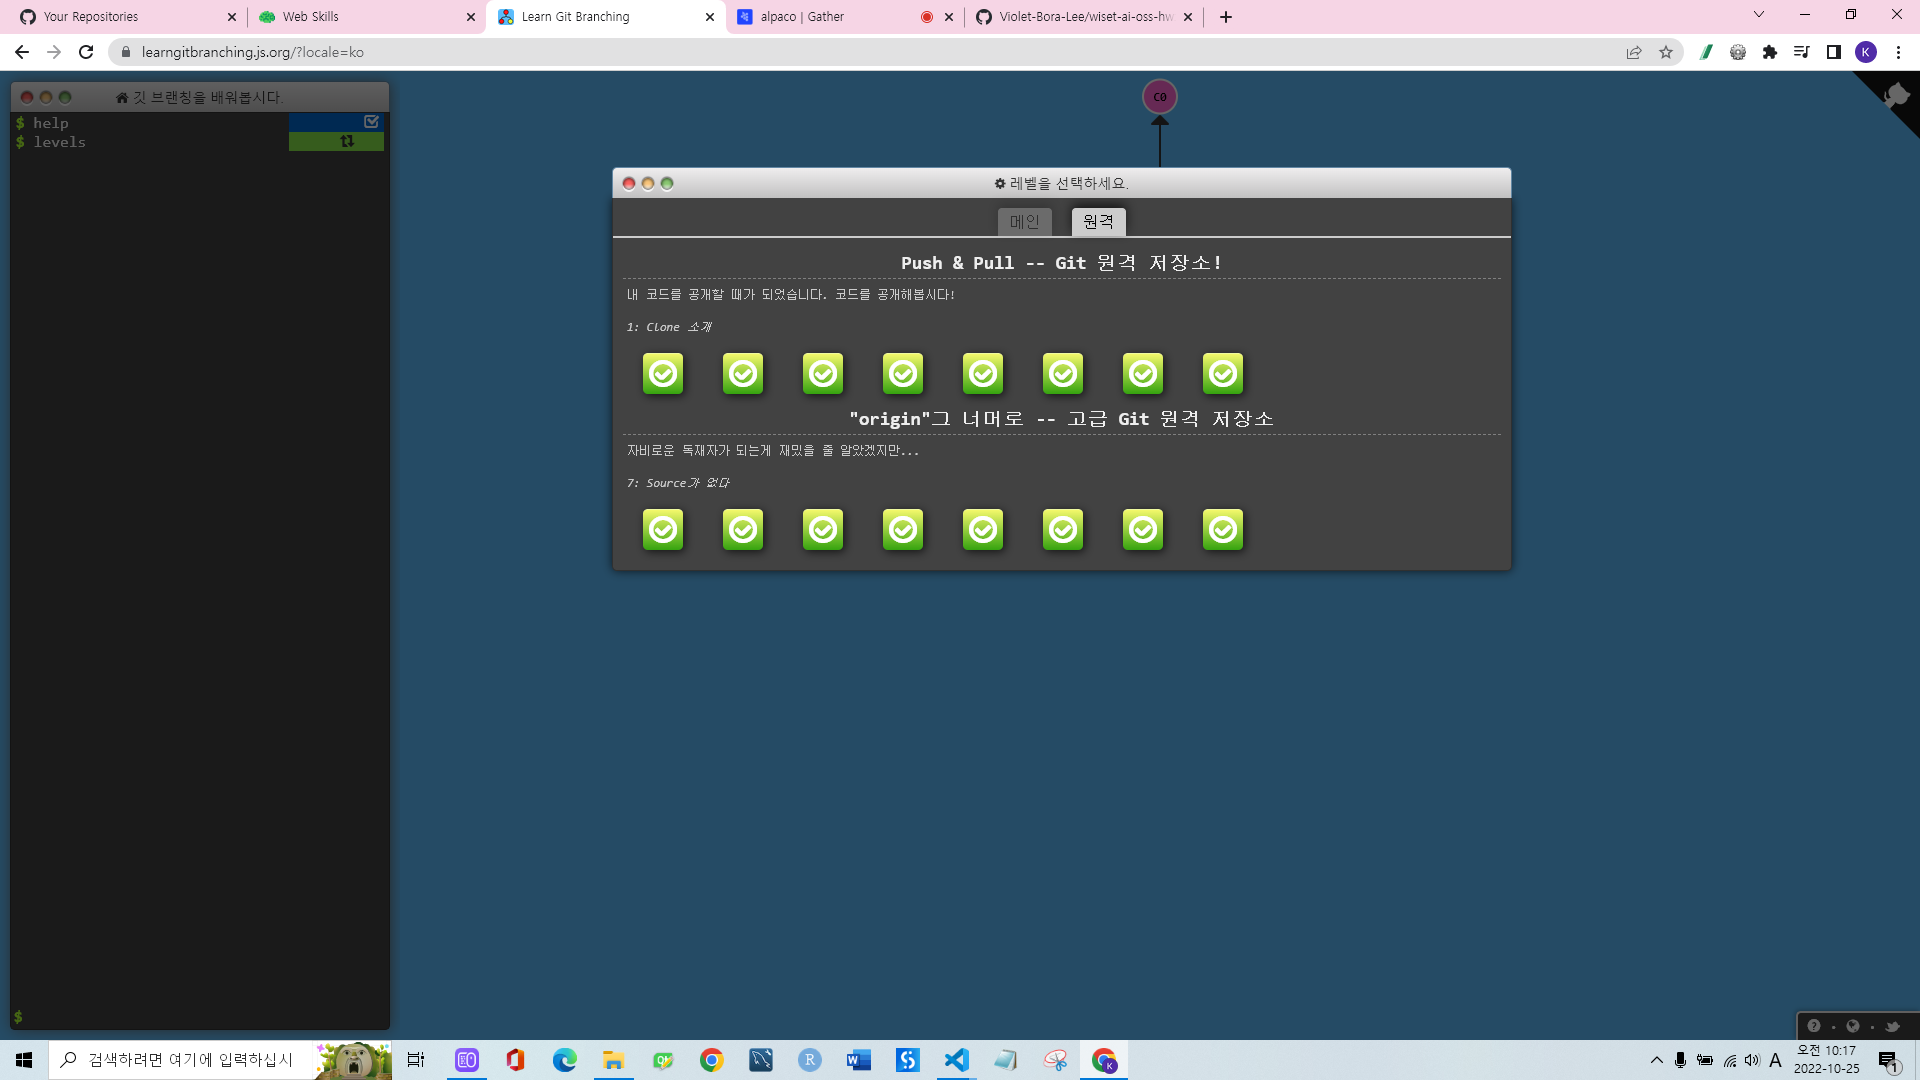 Your Repositories
Web Skills
Learn Git Branching
alpaco | Gather
Violet-Bora-Lee/wiset-ai-oss-hw
learngitbranching.js.org/?locale=ko
K
깃 브랜칭을 배워봅시다.
$ help
$ levels
$
C0
레벨을 선택하세요.
메인
원격
Push & Pull -- Git 원격 저장소!
내 코드를 공개할 때가 되었습니다. 코드를 공개해봅시다!
1: Clone 소개
"origin"그 너머로 -- 고급 Git 원격 저장소
자비로운 독재자가 되는게 재밌을 줄 알았겠지만...
7: Source가 없다
검색하려면 여기에 입력하십시
A
오전 10:17
2022-10-25
1